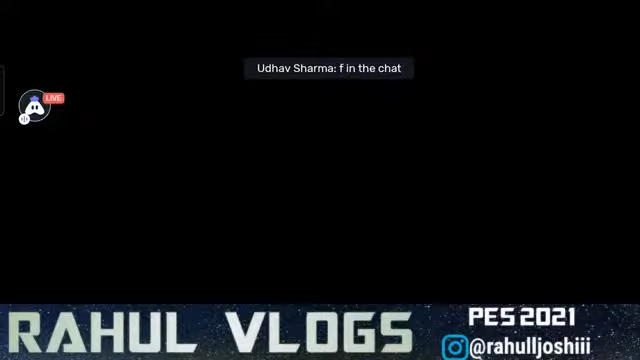 Udhav Sharma: f in the chat
LIVE
RAHUL VLOGS
PES 2021
@rahulljoshiii